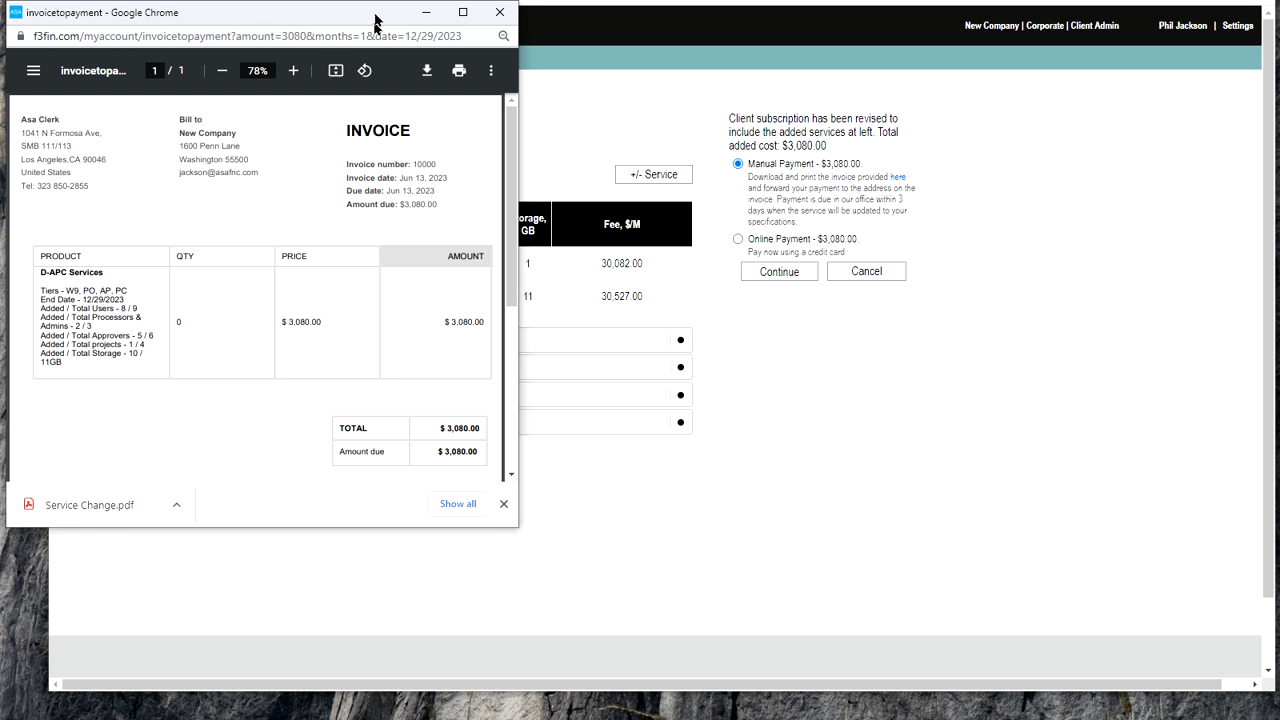 invoicetopayment - Google Chrome
f3fin.com/myaccount/invoicetopayment?amount=3080&months=1&date=12/29/2023
invoicetopa... 1 / 1 78%
Asa Clerk
1041 N Formosa Ave,
SMB 111/113
Los Angeles,CA 90046
United States
Tel: 323 850-2855
Bill to
New Company
1600 Penn Lane
Washington 55500
jackson@asafnc.com
INVOICE
Invoice number: 10000
Invoice date: Jun 13, 2023
Due date: Jun 13, 2023
Amount due: $3,080.00
PRODUCT QTY PRICE AMOUNT
D-APC Services
Tiers - W9, PO, AP, PC
End Date - 12/29/2023
Added / Total Users - 8 / 9
Added / Total Processors &
Admins - 2 / 3
Added / Total Approvers - 5 / 6
Added / Total projects - 1 / 4
Added / Total Storage - 10 /
11GB
0 $ 3,080.00 $ 3,080.00
TOTAL $ 3,080.00
Amount due $ 3,080.00
Service Change.pdf Show all
New Company | Corporate | Client Admin Phil Jackson | Settings
+/- Service
orage,
GB
Fee, $/M
1 30,082.00
11 30,527.00
Client subscription has been revised to
include the added services at left. Total
added cost: $3,080.00
Manual Payment - $3,080.00.
Download and print the invoice provided here
and forward your payment to the address on the
invoice. Payment is due in our office within 3
days when the service will be updated to your
specifications.
Online Payment - $3,080.00.
Pay now using a credit card.
Continue Cancel